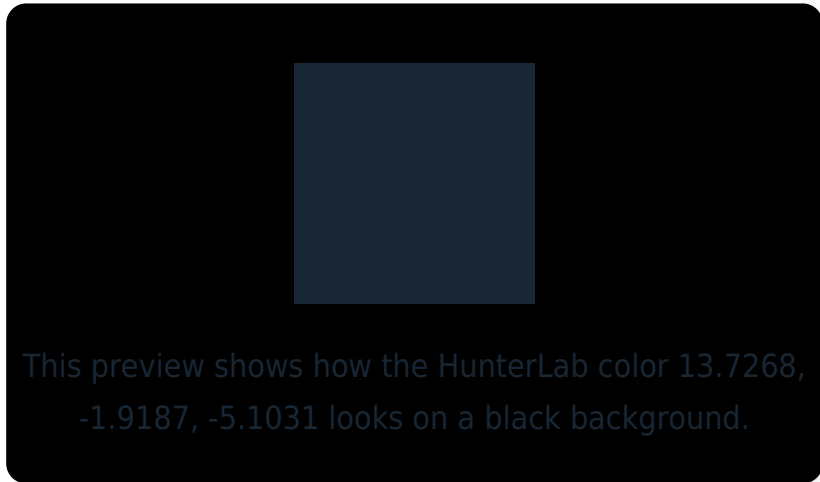 This preview shows how the HunterLab color 13.7268,
-1.9187, -5.1031 looks on a black background.